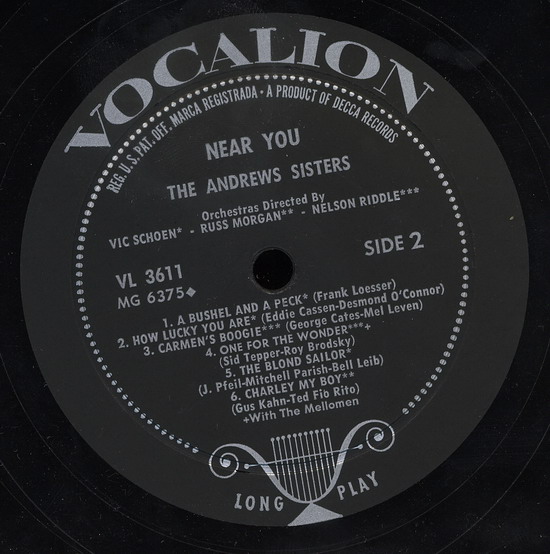 VOCALION
REG. U. S. PAT. OFF. MARCA REGISTRADA • A PRODUCT OF DECCA RECORDS
NEAR YOU
THE ANDREWS SISTERS
Orchestras Directed By
VIC SCHOEN* - RUSS MORGAN** - NELSON RIDDLE***
VL 3611
SIDE 2
MG 6375◆
1. A BUSHEL AND A PECK* (Frank Loesser)
2. HOW LUCKY YOU ARE* (Eddie Cassen-Desmond O'Connor)
3. CARMEN'S BOOGIE*** (George Cates-Mel Leven)
4. ONE FOR THE WONDER***+
(Sid Tepper-Roy Brodsky)
5. THE BLOND SAILOR*
(J. Pfeil-Mitchell Parish-Bell Leib)
6. CHARLEY MY BOY**
(Gus Kahn-Ted Fio Rito)
+With The Mellomen
LONG PLAY